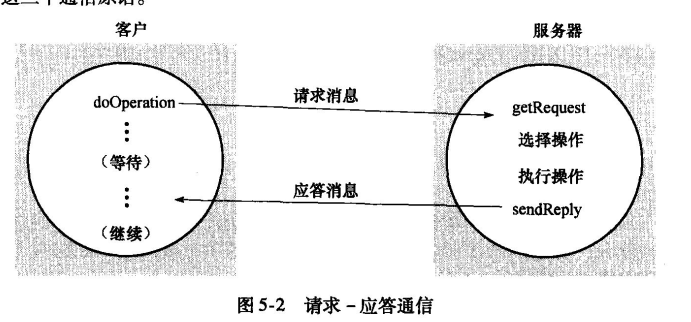 这三个通信原语。
客户
服务器
doOperation
请求消息
getRequest
选择操作
(等待)
执行操作
应答消息
sendReply
(继续)
图 5-2 请求-应答通信